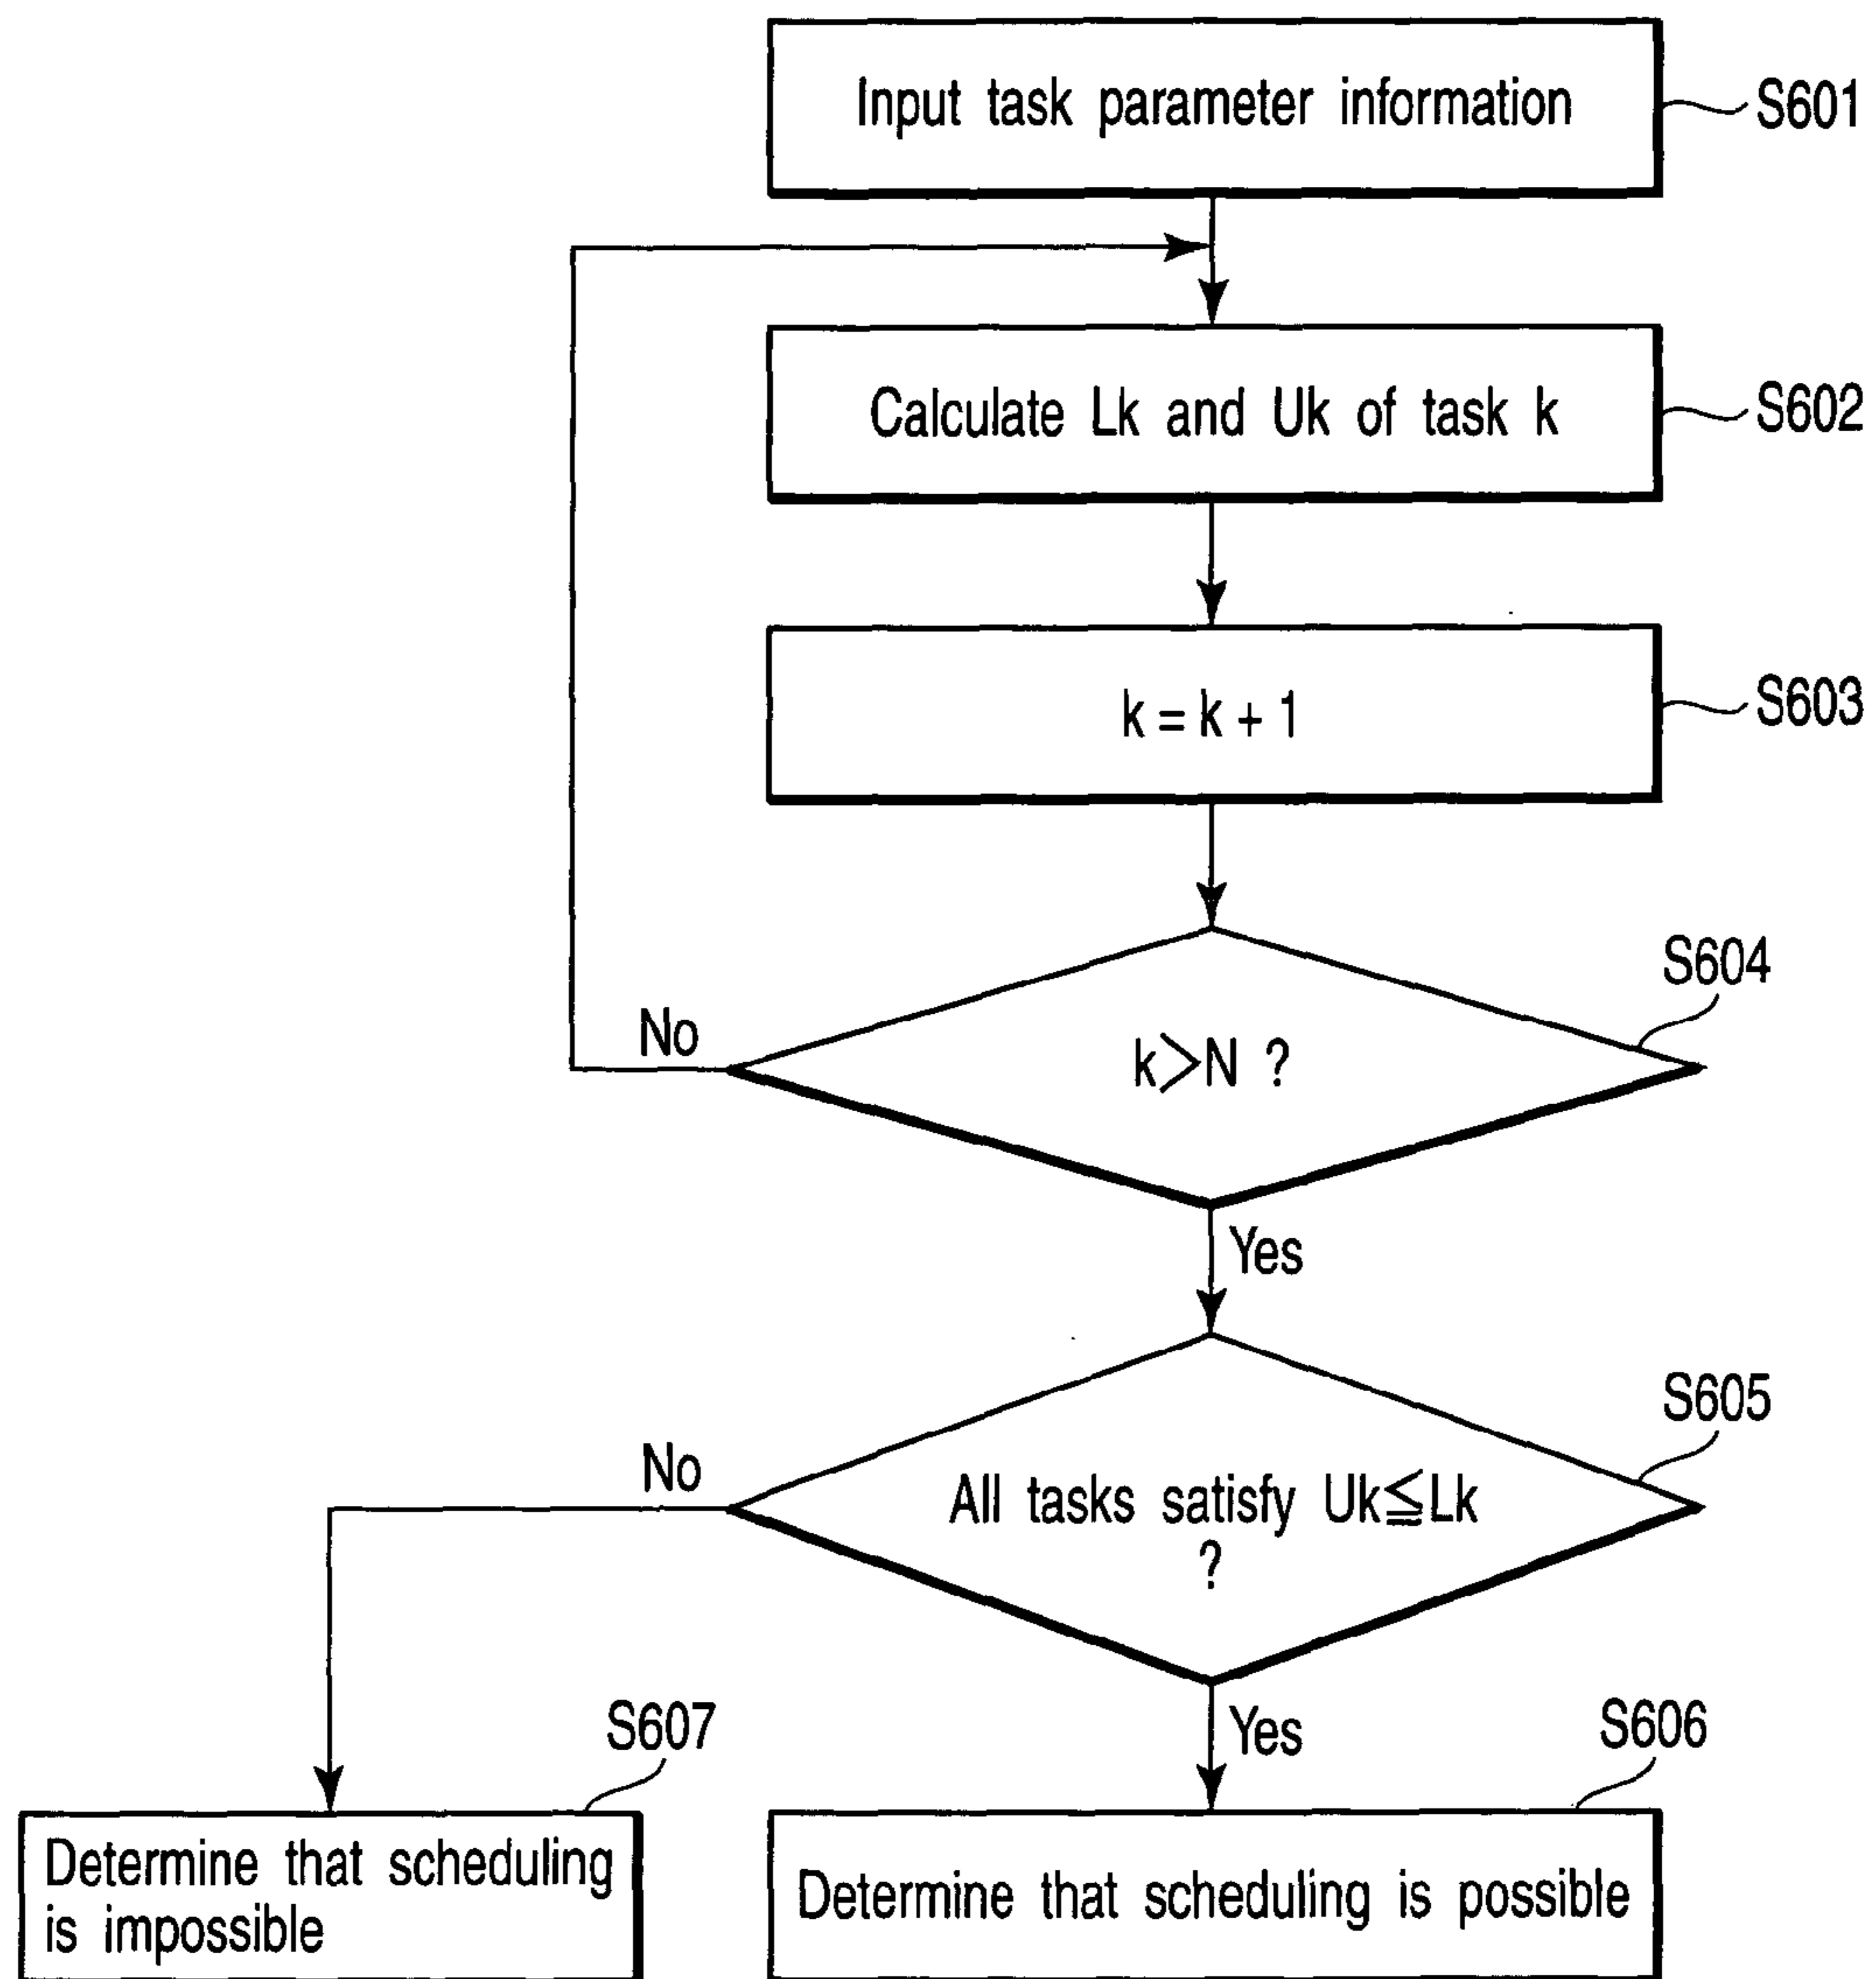 Input task parameter information
S601
Calculate Lk and Uk of task k
S602
k = k + 1
S603
S604
No
k>N ?
Yes
S605
No
All tasks satisfy Uk≦Lk
?
S607
Yes
S606
Determine that scheduling
is impossible
Determine that scheduling is possible